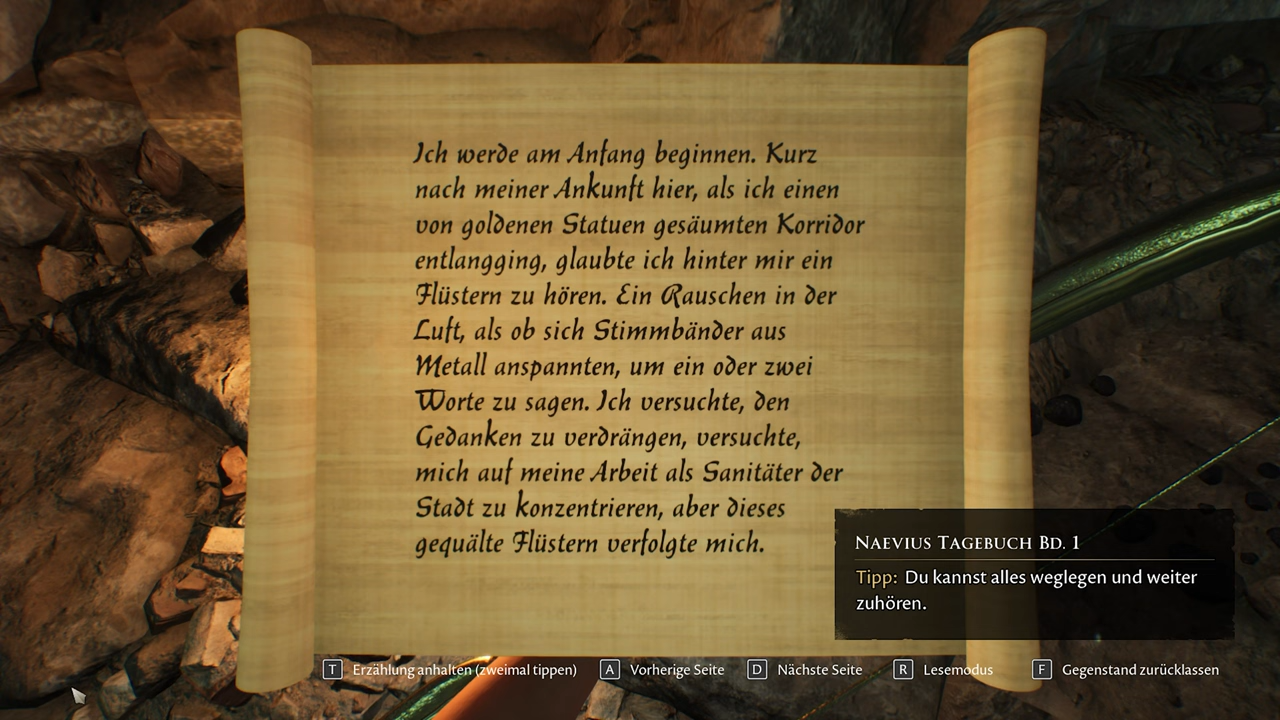 Ich werde am Anfang beginnen. Kurz
nach meiner Ankunft hier, als ich einen
von goldenen Statuen gesäumten Korridor
entlangging, glaubte ich hinter mir ein
Flüstern zu hören. Ein Rauschen in der
Luft, als ob sich Stimmbänder aus
Metall anspannten, um ein oder zwei
Worte zu sagen. Ich versuchte, den
Gedanken zu verdrängen, versuchte,
mich auf meine Arbeit als Sanitäter der
Stadt zu konzentrieren, aber dieses
gequälte Flüstern verfolgte mich.
Naevius Tagebuch Bd. 1
Tipp: Du kannst alles weglegen und weiter
zuhören.
T Erzählung anhalten (zweimal tippen) A Vorherige Seite D Nächste Seite R Lesemodus F Gegenstand zurücklassen